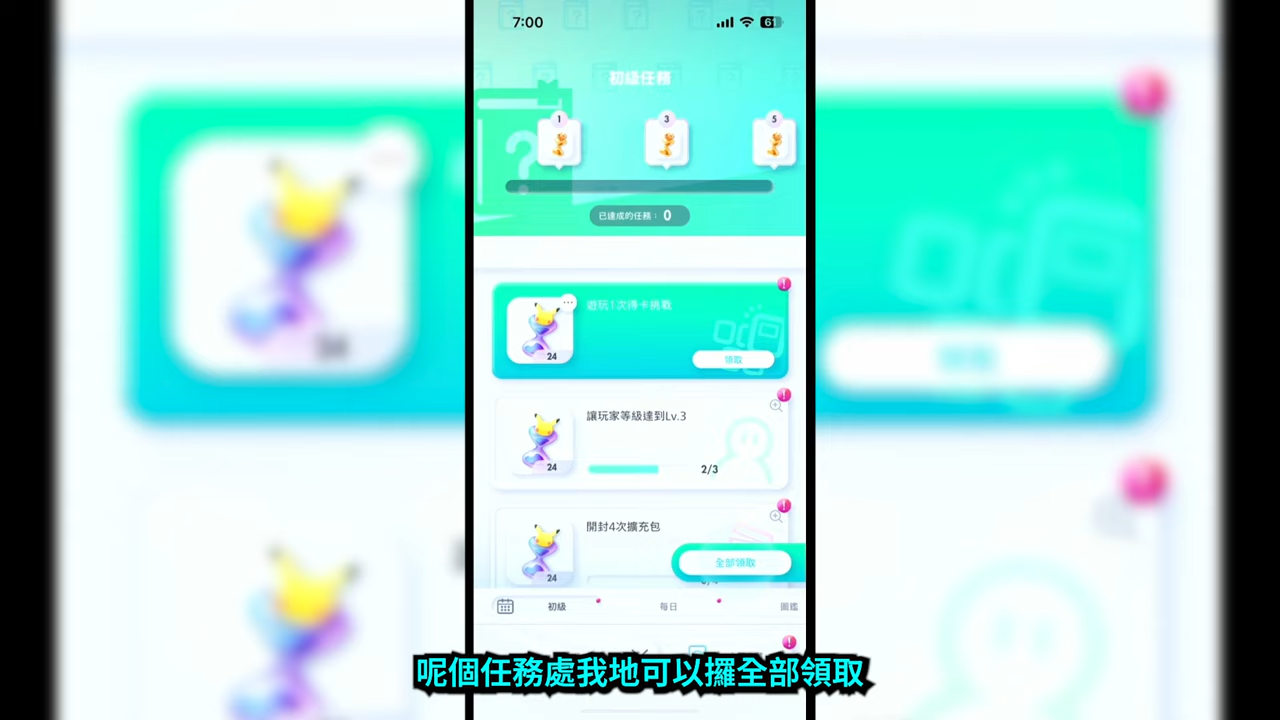 7:00
61
初級任務
1
3
5
已達成的任務： 0
遊玩1次得卡挑戰
24
領取
讓玩家等級達到Lv.3
24
2/3
開封4次擴充包
24
全部領取
初級
每日
圖鑑
呢個任務處我地可以攞全部領取